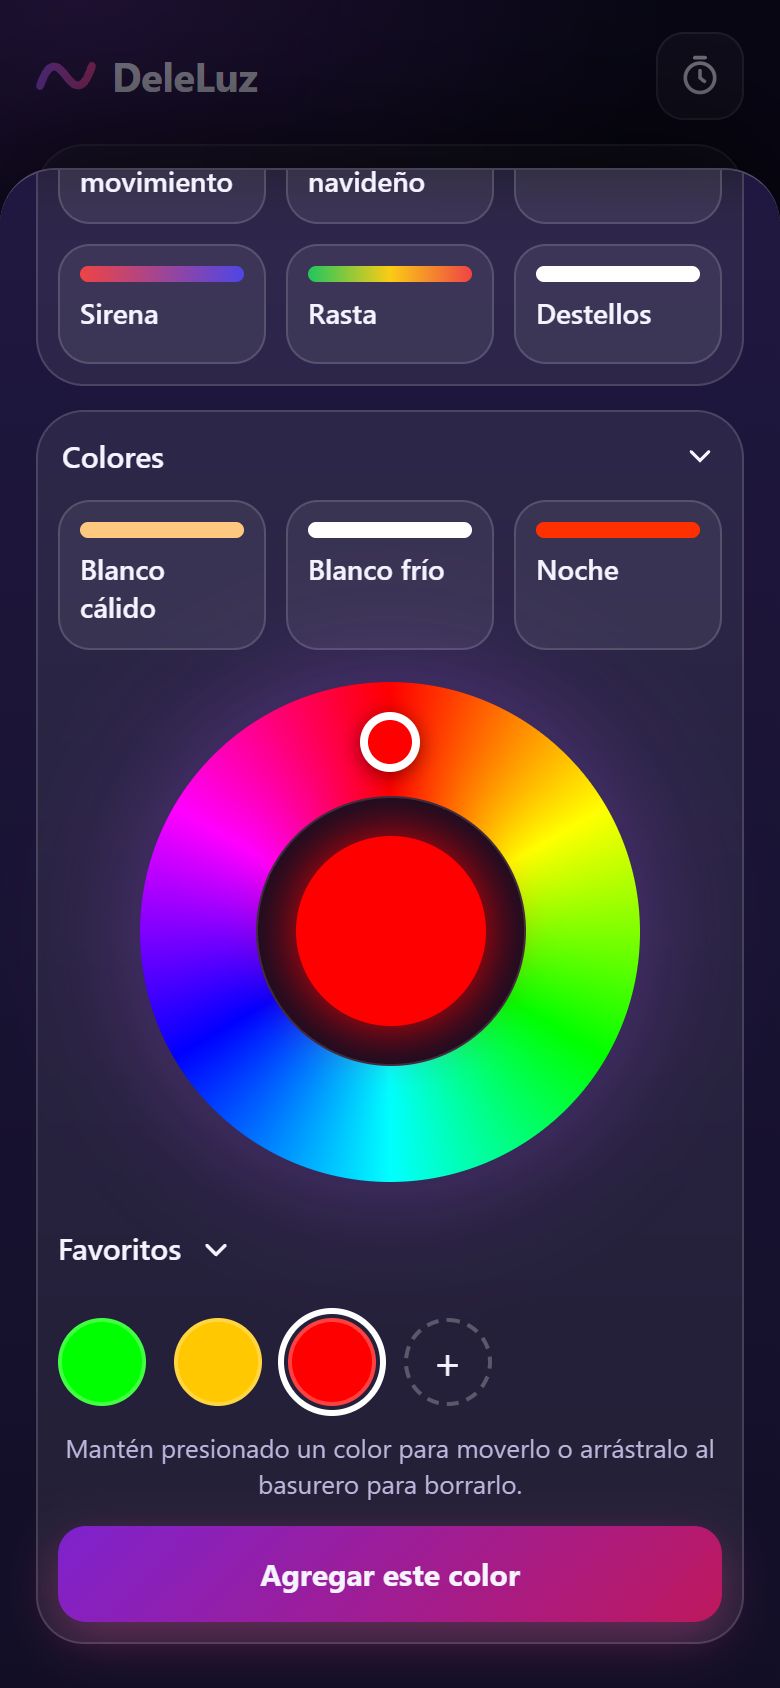 DeleLuz
movimiento
navideño
Sirena
Rasta
Destellos
Colores
Blanco
cálido
Blanco frío
Noche
Favoritos
+
Mantén presionado un color para moverlo o arrástralo al
basurero para borrarlo.
Agregar este color